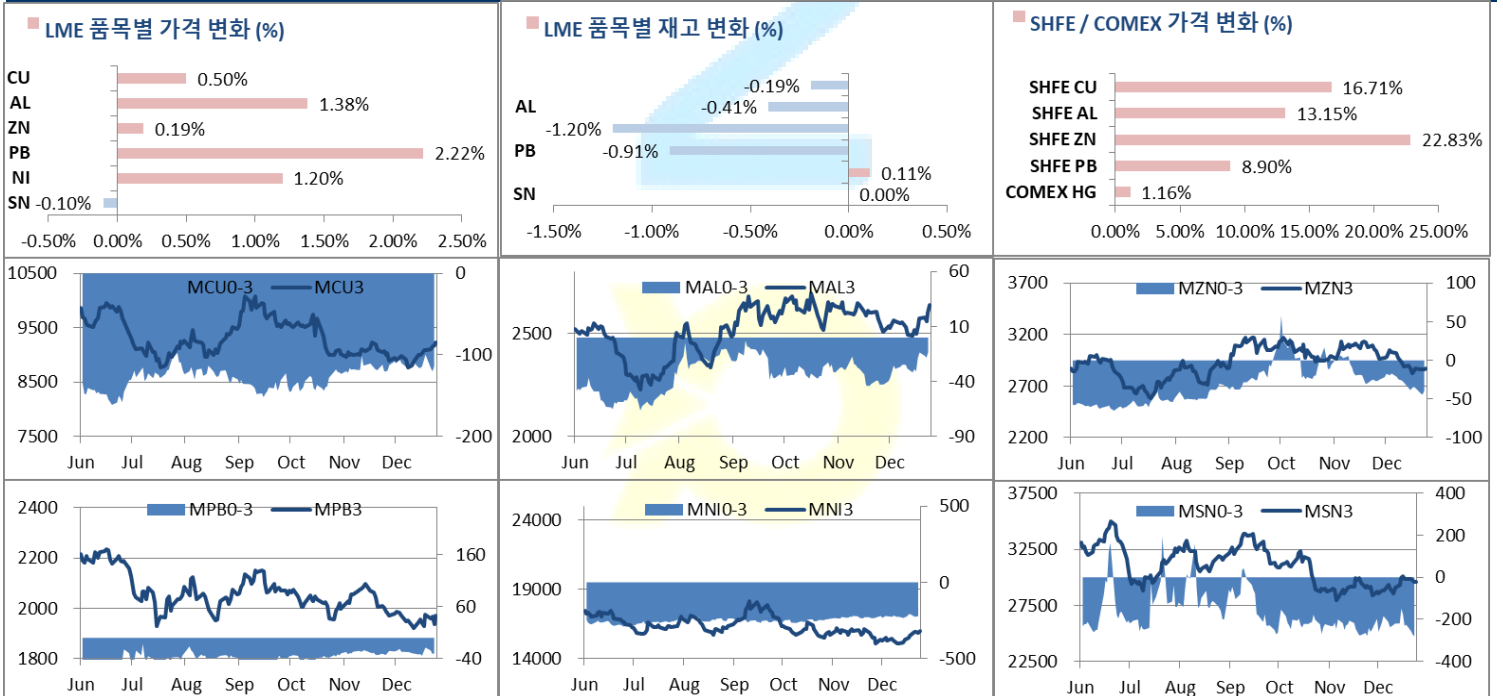 LME 품목별 가격 변화 (%)
CU 0.50%
AL 1.38%
ZN 0.19%
PB 2.22%
NI 1.20%
SN -0.10%
-0.50% 0.00% 0.50% 1.00% 1.50% 2.00% 2.50%
LME 품목별 재고 변화 (%)
-0.19%
AL -0.41%
-1.20%
PB -0.91%
0.11%
SN 0.00%
-1.50% -1.00% -0.50% 0.00% 0.50%
SHFE / COMEX 가격 변화 (%)
SHFE CU 16.71%
SHFE AL 13.15%
SHFE ZN 22.83%
SHFE PB 8.90%
COMEX HG 1.16%
0.00% 5.00% 10.00% 15.00% 20.00% 25.00%
10500 0
MCU0-3 MCU3
9500
-100
8500
7500 -200
Jun Jul Aug Sep Oct Nov Dec
60
MAL0-3 MAL3
2500 10
-40
2000 -90
Jun Jul Aug Sep Oct Nov Dec
3700 100
MZN0-3 MZN3
50
3200
0
2700
-50
2200 -100
Jun Jul Aug Sep Oct Nov Dec
2400
MPB0-3 MPB3
2200 160
2000 60
1800 -40
Jun Jul Aug Sep Oct Nov Dec
500
MNI0-3 MNI3
24000
19000 0
14000 -500
Jun Jul Aug Sep Oct Nov Dec
37500 400
MSN0-3 MSN3
200
32500
0
27500
-200
22500 -400
Jun Jul Aug Sep Oct Nov Dec